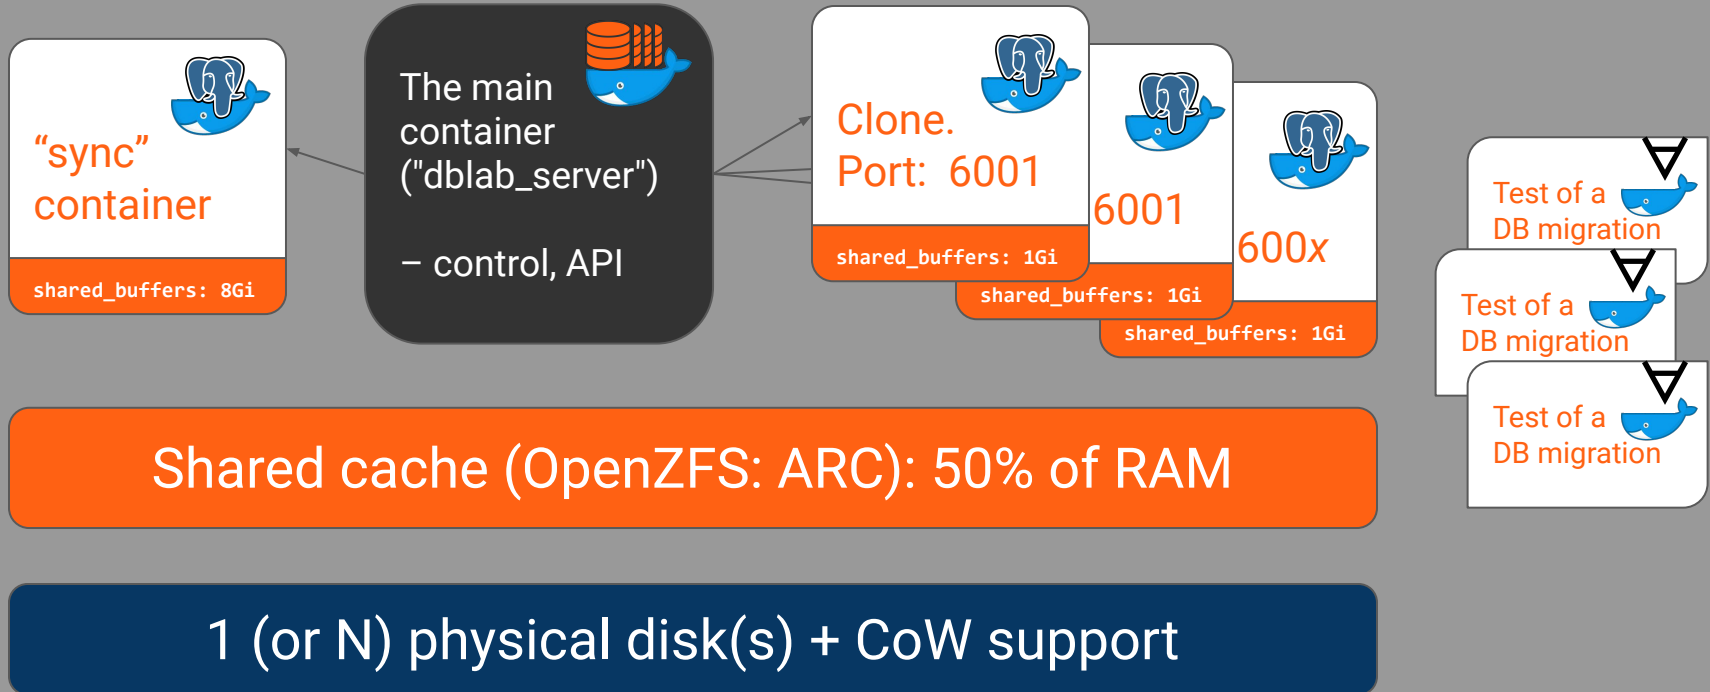 “sync”
container
shared_buffers: 8Gi
The main
container
("dblab_server")
– control, API
Clone.
Port: 6001
shared_buffers: 1Gi
6001
shared_buffers: 1Gi
600x
shared_buffers: 1Gi
Test of a
DB migration
Test of a
DB migration
Test of a
DB migration
Shared cache (OpenZFS: ARC): 50% of RAM
1 (or N) physical disk(s) + CoW support